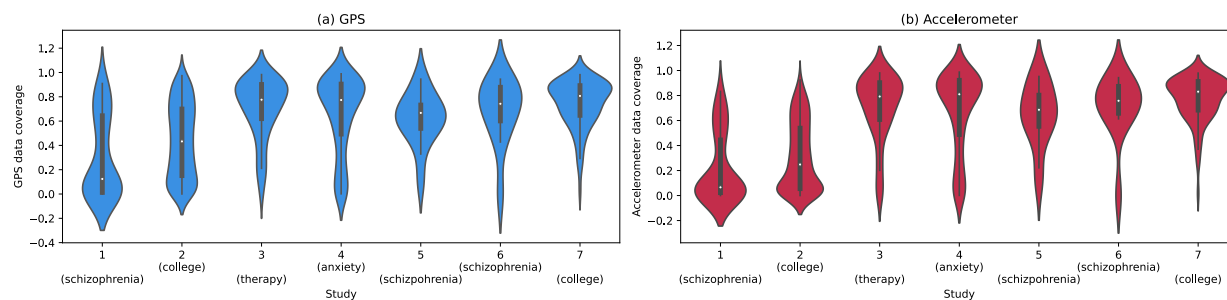 (a) GPS
GPS data coverage
1.2
1.0
0.8
0.6
0.4
0.2
0.0
−0.2
−0.4
1 2 3 4 5 6 7
(college) (anxiety) (schizophrenia)
(schizophrenia) (therapy) (schizpohrenia) (college)
Study
(b) Accelerometer
Accelerometer data coverage
1.2
1.0
0.8
0.6
0.4
0.2
0.0
−0.2
1 2 3 4 5 6 7
(college) (anxiety) (schizophrenia)
(schizophrenia) (therapy) (schizpohrenia) (college)
Study